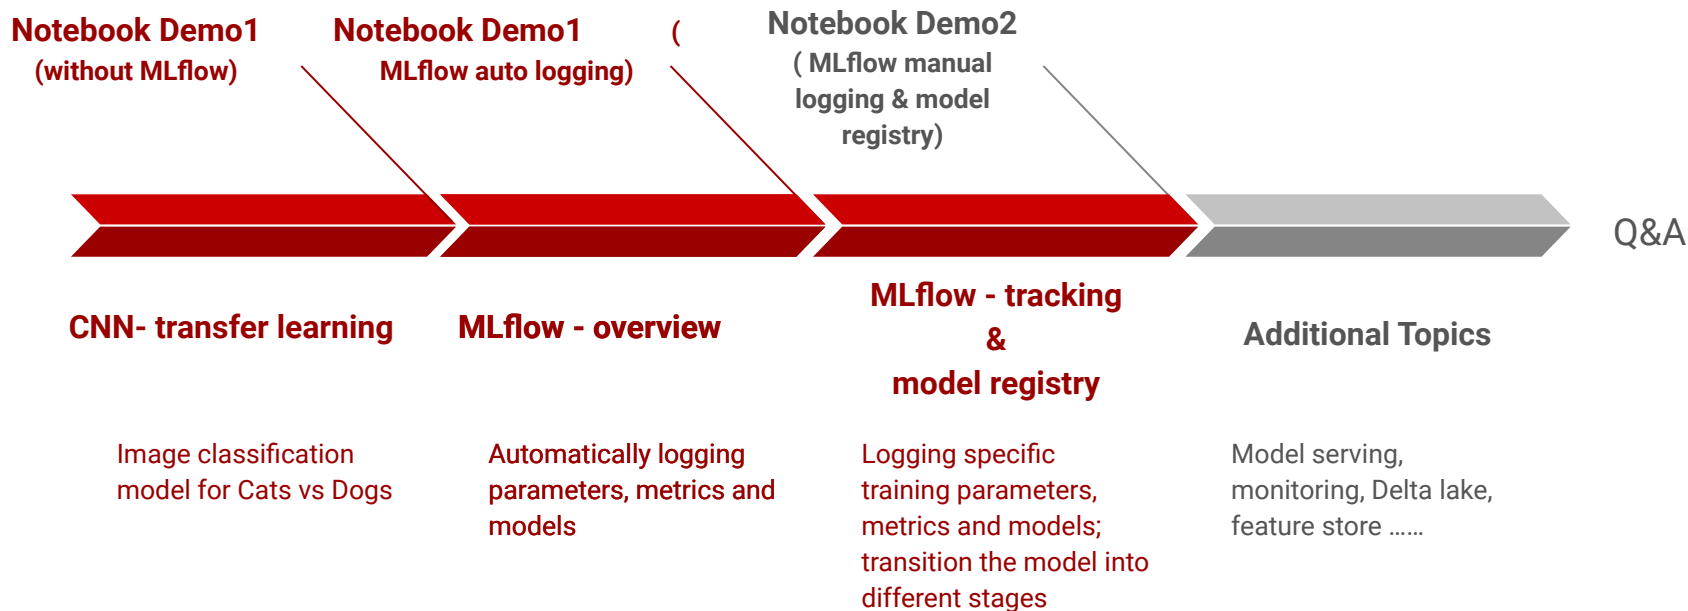 Notebook Demo1
(without MLflow)
Notebook Demo1 (
MLflow auto logging)
Notebook Demo2
( MLflow manual
logging & model
registry)
Q&A
CNN- transfer learning
MLflow - overview
MLflow - tracking
&
model registry
Additional Topics
Image classification
model for Cats vs Dogs
Automatically logging
parameters, metrics and
models
Logging specific
training parameters,
metrics and models;
transition the model into
different stages
Model serving,
monitoring, Delta lake,
feature store ......